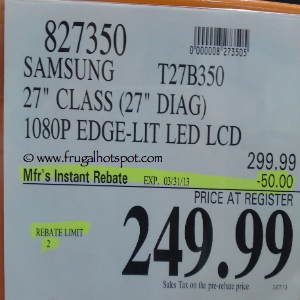 827350
0000008273505
SAMSUNG T27B350
27" CLASS (27" DIAG)
1080P EDGE-LIT LED LCD
www.frugalhotspot.com
299.99
Mfr's Instant Rebate EXP. 03/31/13 -50.00
PRICE AT REGISTER
REBATE LIMIT
2
249.99
Sales Tax on the pre-rebate price